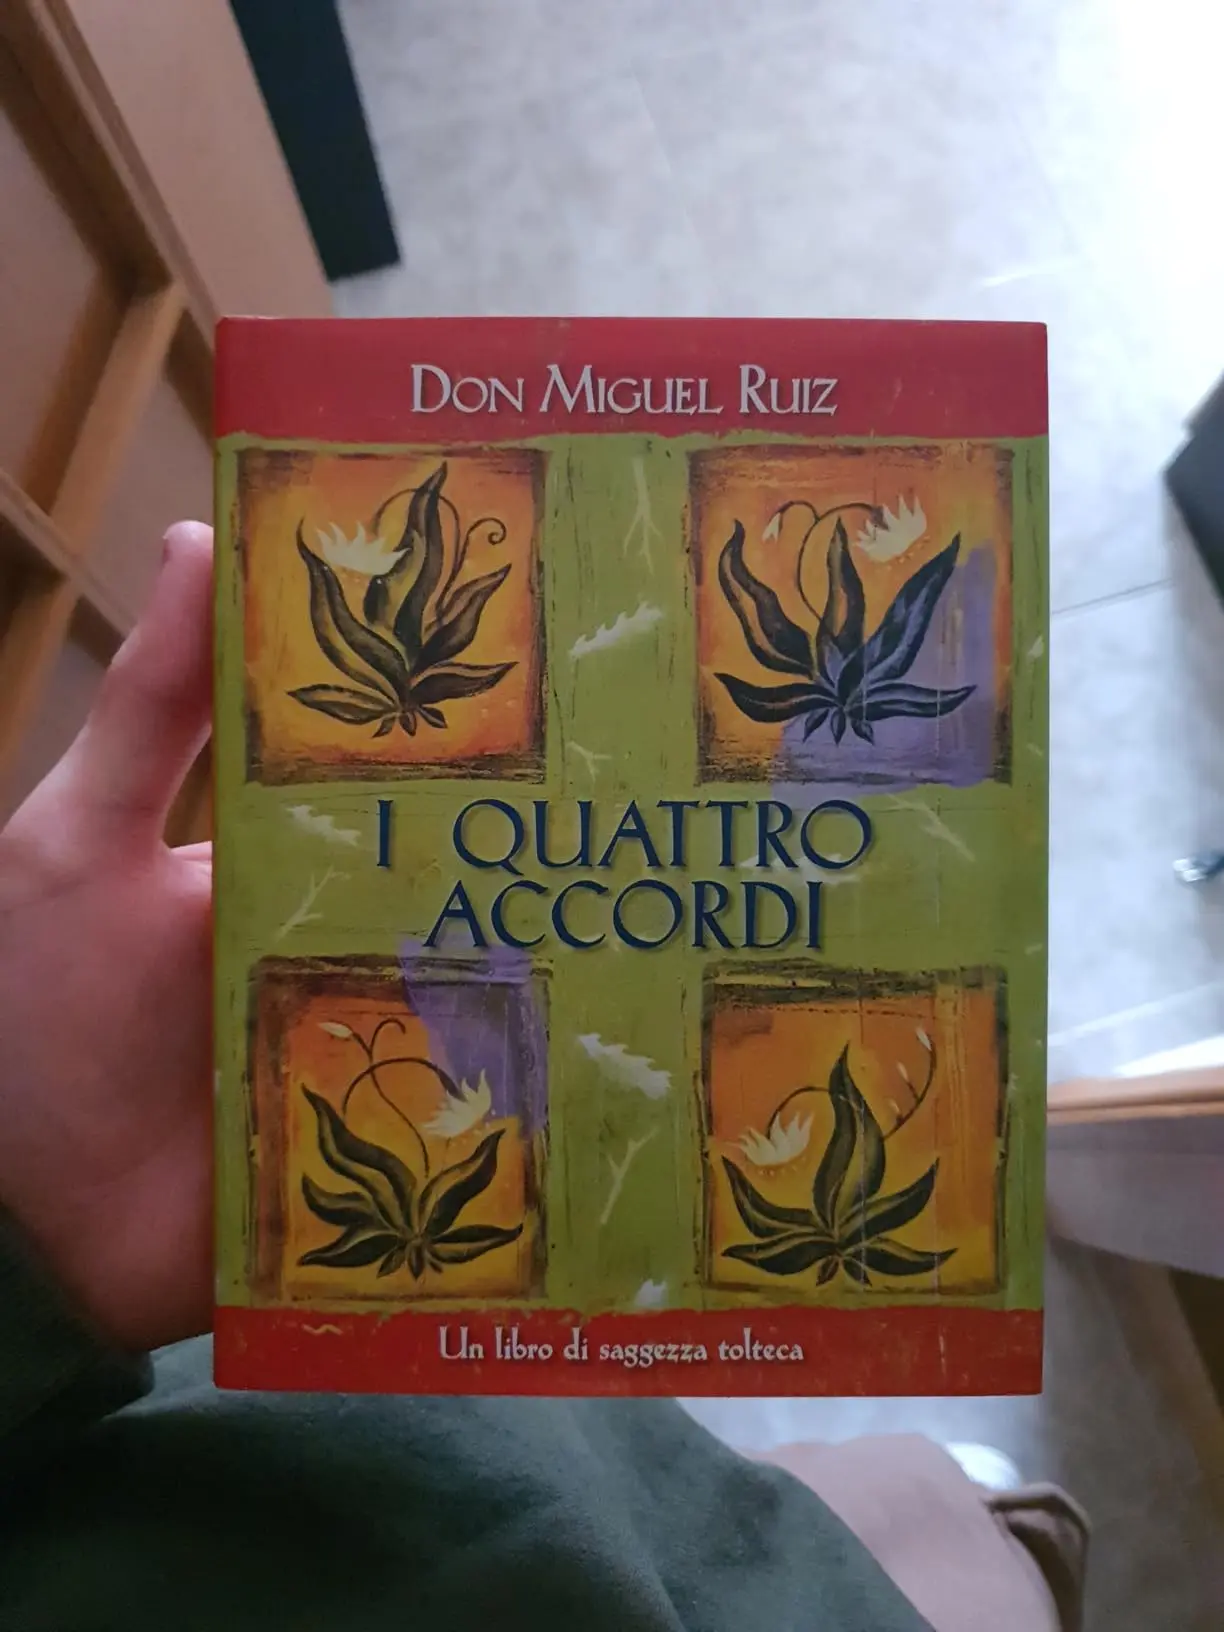 Don Miguel Ruiz
I QUATTRO
ACCORDI
Un libro di saggezza tolteca